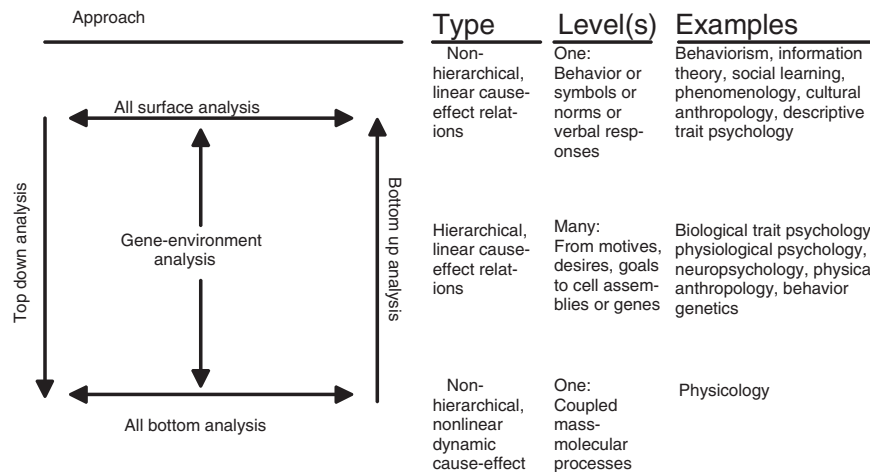 Approach
Type
Level(s)
Examples
All surface analysis
Top down analysis
Gene-environment
analysis
Bottom up analysis
All bottom analysis
Non-
hierarchical,
linear cause-
effect relations
One:
Behavior or
symbols or
norms or
verbal resp-
onses
Behaviorism, information
theory, social learning,
phenomenology, cultural
anthropology, descriptive
trait psychology
Hierarchical,
linear cause-
effect relat-
ions
Many:
From motives,
desires, goals
to cell assem-
blies or genes
Biological trait psychology
physiological psychology,
neuropsychology, physica
anthropology, behavior
genetics
Non-
hierarchical,
nonlinear
dynamic
cause-effect
One:
Coupled
mass-
molecular
processes
Physicology